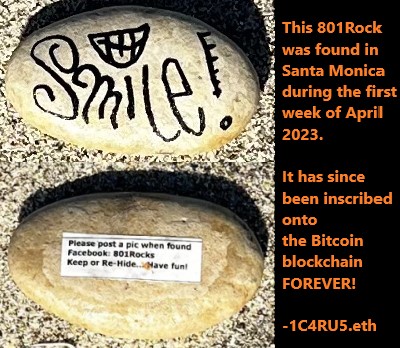 Smile!
Please post a pic when found
Facebook: 801Rocks
Keep or Re-Hide... Have fun!
This 801Rock
was found in
Santa Monica
during the first
week of April
2023.
It has since
been inscribed
onto
the Bitcoin
blockchain
FOREVER!
-1C4RU5.eth